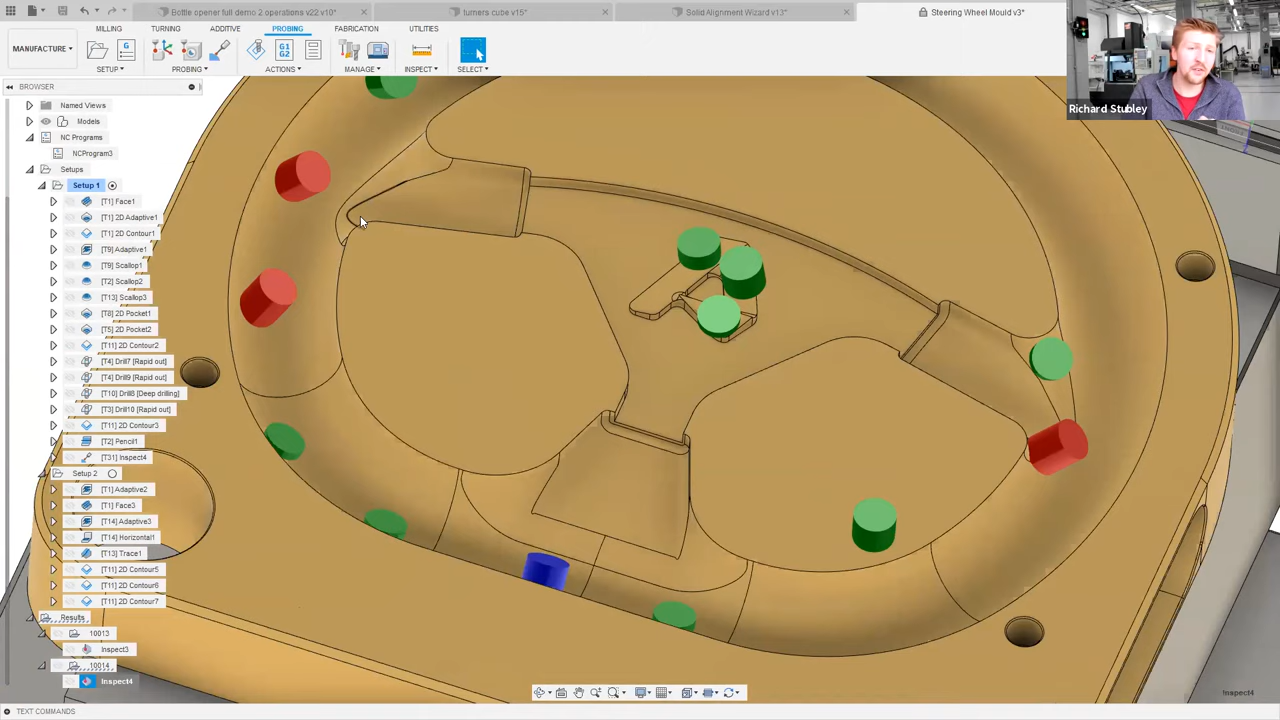 Bottle opener full demo 2 operations v22 v10*
turners cube v15*
Solid Alignment Wizard v13*
Steering Wheel Mould v3*
MANUFACTURE
MILLING TURNING ADDITIVE PROBING FABRICATION UTILITIES
G1
G2
SETUP PROBING ACTIONS MANAGE INSPECT SELECT
BROWSER
Richard Stubley
Named Views
Models
NC Programs
NCProgram3
Setups
Setup 1
[T1] Face1
[T1] 2D Adaptive1
[T1] 2D Contour1
[T9] Adaptive1
[T9] Scallop1
[T2] Scallop2
[T13] Scallop3
[T8] 2D Pocket1
[T5] 2D Pocket2
[T11] 2D Contour2
[T4] Drill7 [Rapid out]
[T4] Drill9 [Rapid out]
[T10] Drill8 [Deep drilling]
[T3] Drill10 [Rapid out]
[T11] 2D Contour3
[T2] Pencil1
[T31] Inspect4
Setup 2
[T1] Adaptive2
[T1] Face3
[T14] Adaptive3
[T14] Horizontal1
[T13] Trace1
[T11] 2D Contour5
[T11] 2D Contour6
[T11] 2D Contour7
Results
10013
Inspect3
10014
Inspect4
Inspect4
TEXT COMMANDS